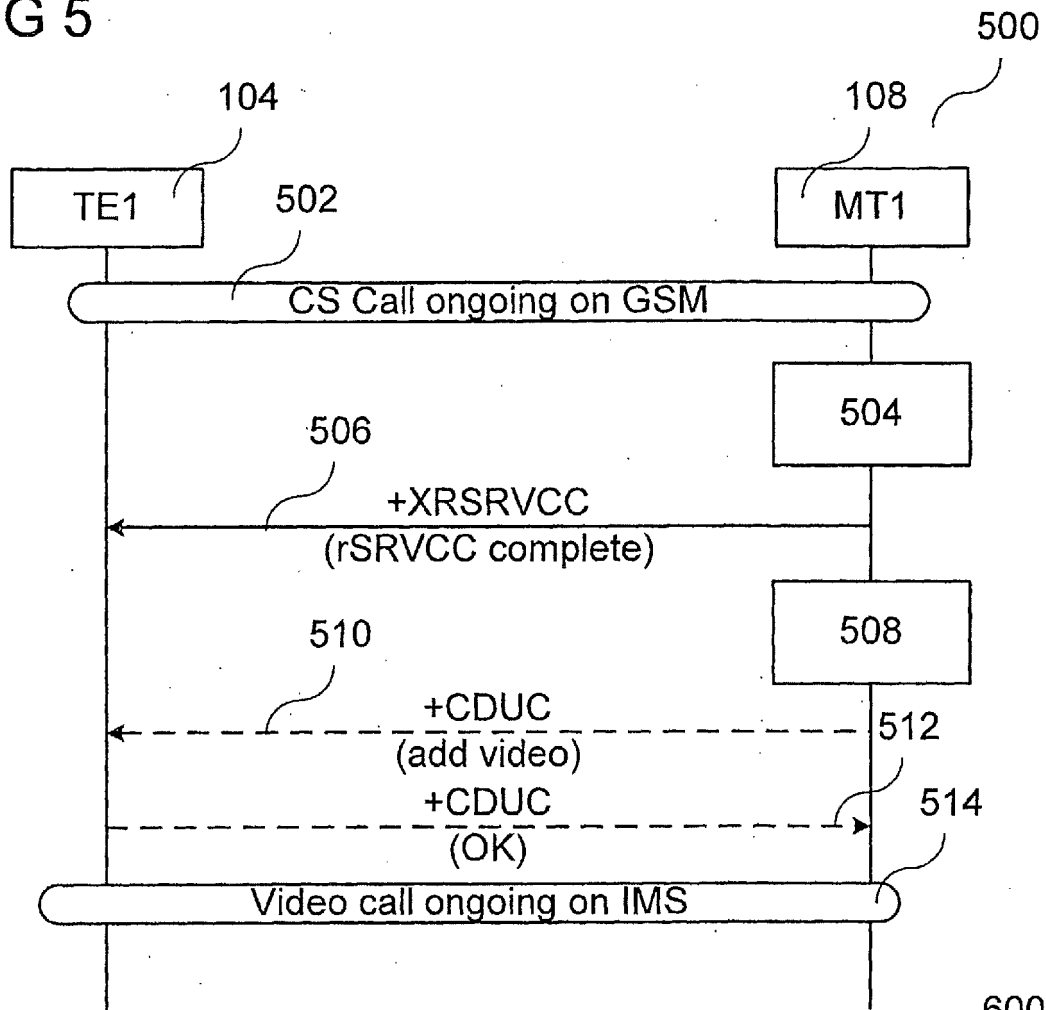 G 5
500
104
108
TE1
502
MT1
CS Call ongoing on GSM
504
506
+XRSRVCC
(rSRVCC complete)
508
510
+CDUC
512
(add video)
+CDUC
514
(OK)
Video call ongoing on IMS
600